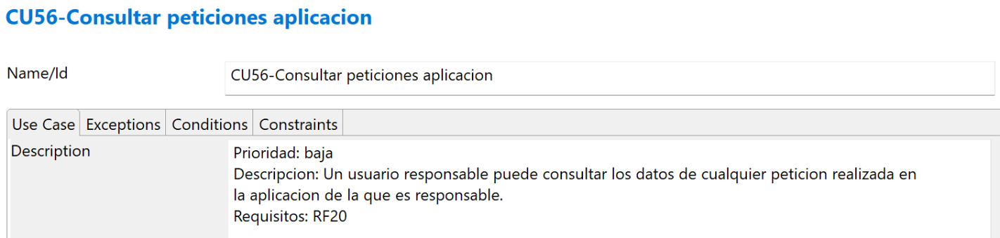 CU56-Consultar peticiones aplicacion
Name/Id
CU56-Consultar peticiones aplicacion
Use Case Exceptions Conditions Constraints
Description
Prioridad: baja
Descripcion: Un usuario responsable puede consultar los datos de cualquier peticion realizada en
la aplicacion de la que es responsable.
Requisitos: RF20